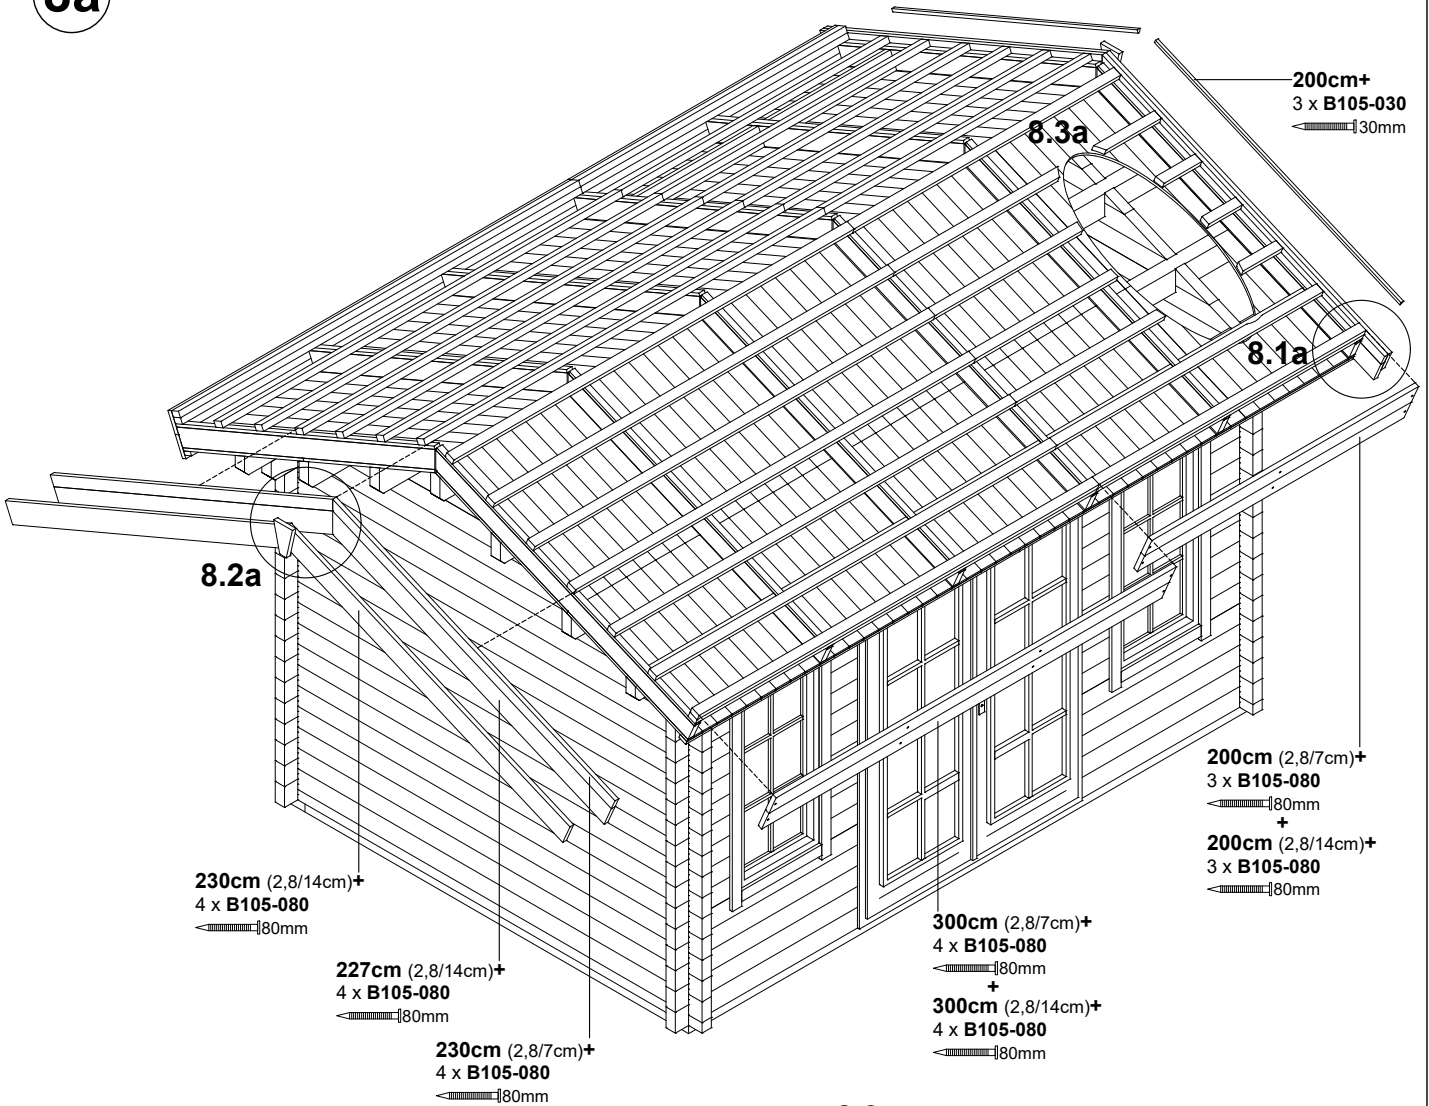 200cm+
3 x B105-030
30mm
8.3a
8.1a
8.2a
200cm (2,8/7cm)+
3 x B105-080
80mm
+
200cm (2,8/14cm)+
3 x B105-080
80mm
230cm (2,8/14cm)+
4 x B105-080
80mm
227cm (2,8/14cm)+
4 x B105-080
80mm
230cm (2,8/7cm)+
4 x B105-080
80mm
300cm (2,8/7cm)+
4 x B105-080
80mm
+
300cm (2,8/14cm)+
4 x B105-080
80mm